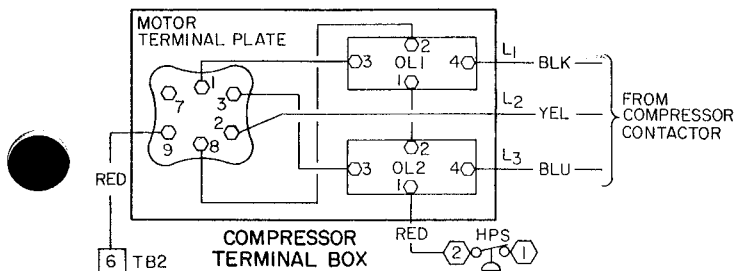 MOTOR
TERMINAL PLATE
2
3 OL1 4
1
L1 BLK
1
7 3
2
9 8
L2 YEL
FROM
COMPRESSOR
CONTACTOR
2
3 OL2 4
1
L3 BLU
RED
COMPRESSOR
TERMINAL BOX
RED HPS
2 1
6 TB2